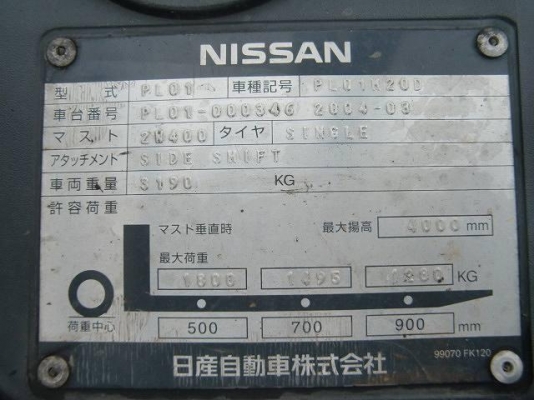 NISSAN
型式 PL01 車種記号 PL01M20D
車台番号 PL01-000346 2004-03
マスト 2W400 タイヤ SINGLE
アタッチメント SIDE SHIFT
車両重量 3190 KG
許容荷重
マスト垂直時 最大揚高 4000 mm
最大荷重
1800 1495 KG
荷重中心 500 700 900 mm
日産自動車株式会社 99070 FK120